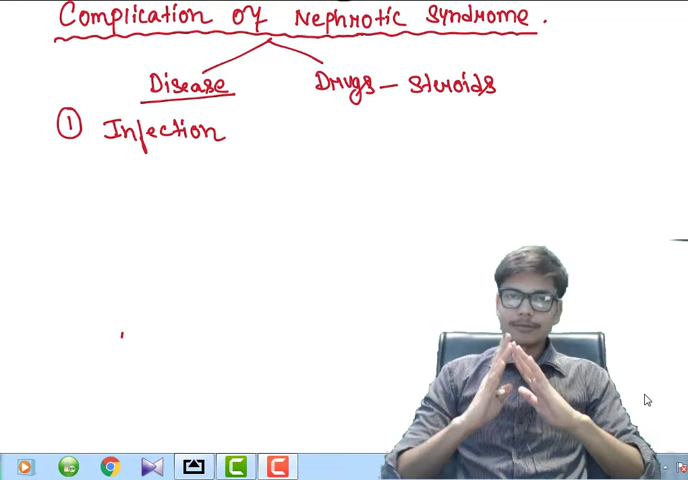 Complication of Nephrotic Syndrome.
Disease Drugs - Steroids
① Infection